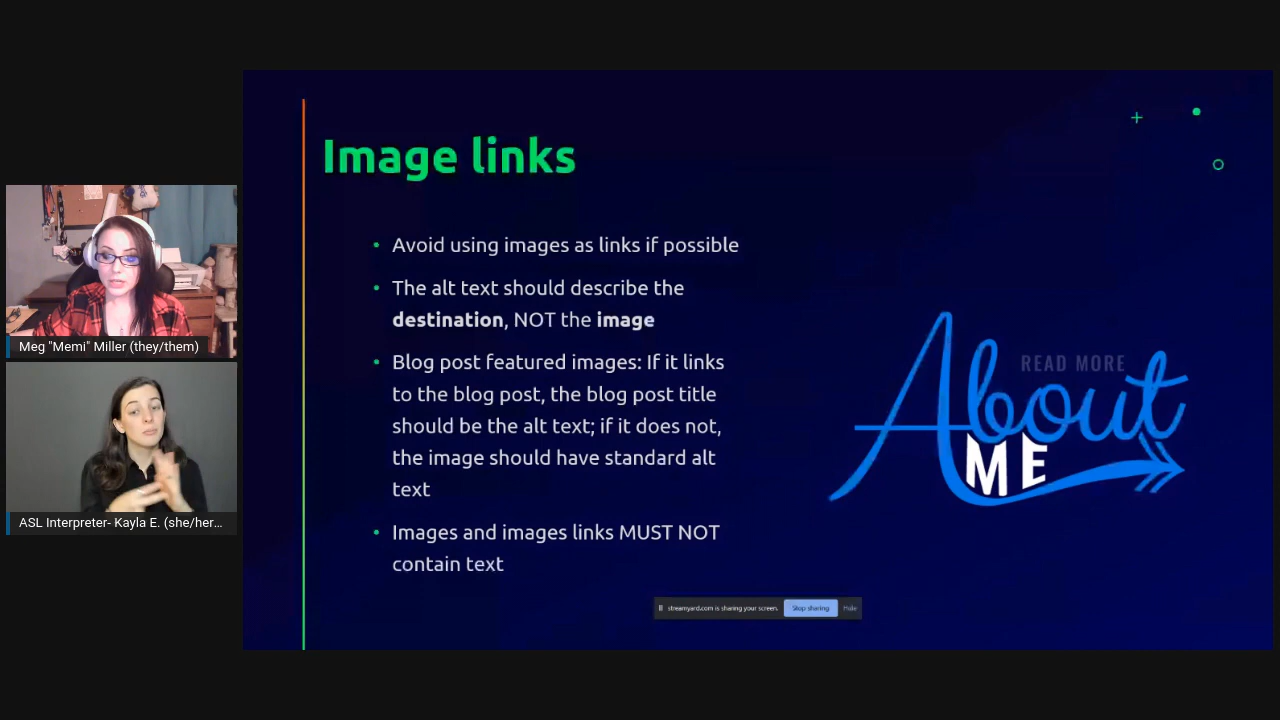 Image links
Avoid using images as links if possible
The alt text should describe the
destination, NOT the image
Blog post featured images: If it links
to the blog post, the blog post title
should be the alt text; if it does not,
the image should have standard alt
text
Images and images links MUST NOT
contain text
READ MORE
About
ME
Meg "Memi" Miller (they/them)
ASL Interpreter- Kayla E. (she/her...
streamyard.com is sharing your screen.
Stop sharing
Hide